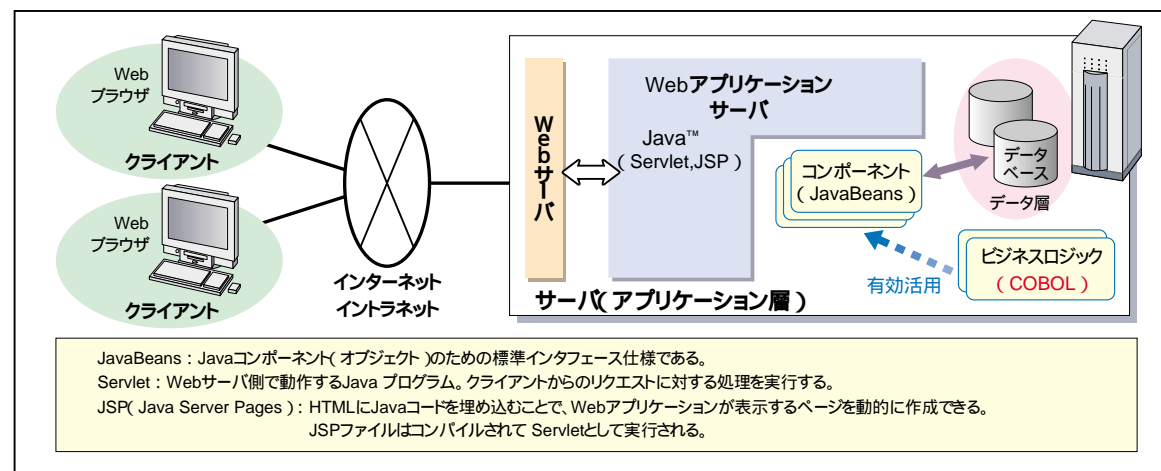 Web
ブラウザ
クライアント
Web
ブラウザ
クライアント
インターネット
イントラネット
Webサーバ
Webアプリケーション
サーバ
Java™
( Servlet,JSP )
コンポーネント
( JavaBeans )
データ
ベース
データ層
ビジネスロジック
( COBOL )
有効活用
サーバ( アプリケーション層 )
JavaBeans : Javaコンポーネント( オブジェクト )のための標準インタフェース仕様である。
Servlet : Webサーバ側で動作するJava プログラム。クライアントからのリクエストに対する処理を実行する。
JSP( Java Server Pages ) : HTMLにJavaコードを埋め込むことで、Webアプリケーションが表示するページを動的に作成できる。
JSPファイルはコンパイルされて Servletとして実行される。